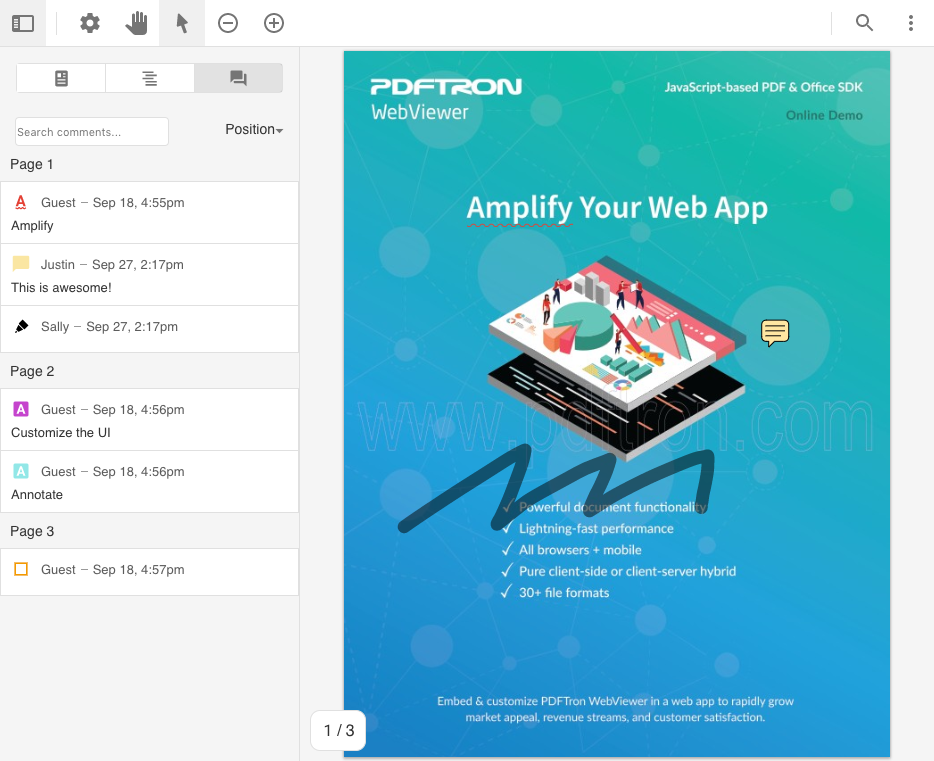 Search comments...
Position
Page 1
A Guest – Sep 18, 4:55pm
Amplify
Justin – Sep 27, 2:17pm
This is awesome!
Sally – Sep 27, 2:17pm
Page 2
A Guest – Sep 18, 4:56pm
Customize the UI
A Guest – Sep 18, 4:56pm
Annotate
Page 3
Guest – Sep 18, 4:57pm
PDFTRON
WebViewer
JavaScript-based PDF & Office SDK
Online Demo
Amplify Your Web App
www.pdftron.com
✓ Powerful document functionality
✓ Lightning-fast performance
✓ All browsers + mobile
✓ Pure client-side or client-server hybrid
✓ 30+ file formats
Embed & customize PDFTron WebViewer in a web app to rapidly grow
market appeal, revenue streams, and customer satisfaction.
1 / 3